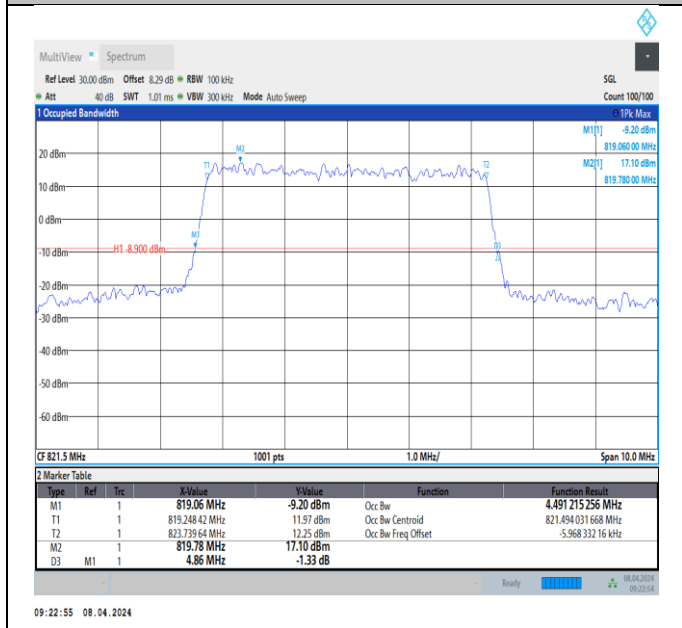 MultiView Spectrum
Ref Level 30.00 dBm Offset 8.29 dB RBW 100 kHz SGL
Att 40 dB SWT 1.01 ms VBW 300 kHz Mode Auto Sweep Count 100/100
1 Occupied Bandwidth 1Pk Max
M1[1] -9.20 dBm
819.060 00 MHz
M2[1] 17.10 dBm
819.780 00 MHz
20 dBm
M2
T1
T2
10 dBm
0 dBm
M1
D3
H1 -8.900 dBm
-10 dBm
-20 dBm
-30 dBm
-40 dBm
-50 dBm
-60 dBm
CF 821.5 MHz 1001 pts 1.0 MHz/ Span 10.0 MHz
2 Marker Table
Type Ref Trc X-Value Y-Value Function Function Result
M1 1 819.06 MHz -9.20 dBm Occ Bw 4.491 215 256 MHz
T1 1 819.248 42 MHz 11.97 dBm Occ Bw Centroid 821.494 031 668 MHz
T2 1 823.739 64 MHz 12.25 dBm Occ Bw Freq Offset -5.968 332 16 kHz
M2 1 819.78 MHz 17.10 dBm
D3 M1 1 4.86 MHz -1.33 dB
Ready 08.04.2024
09:22:54
09:22:55 08.04.2024